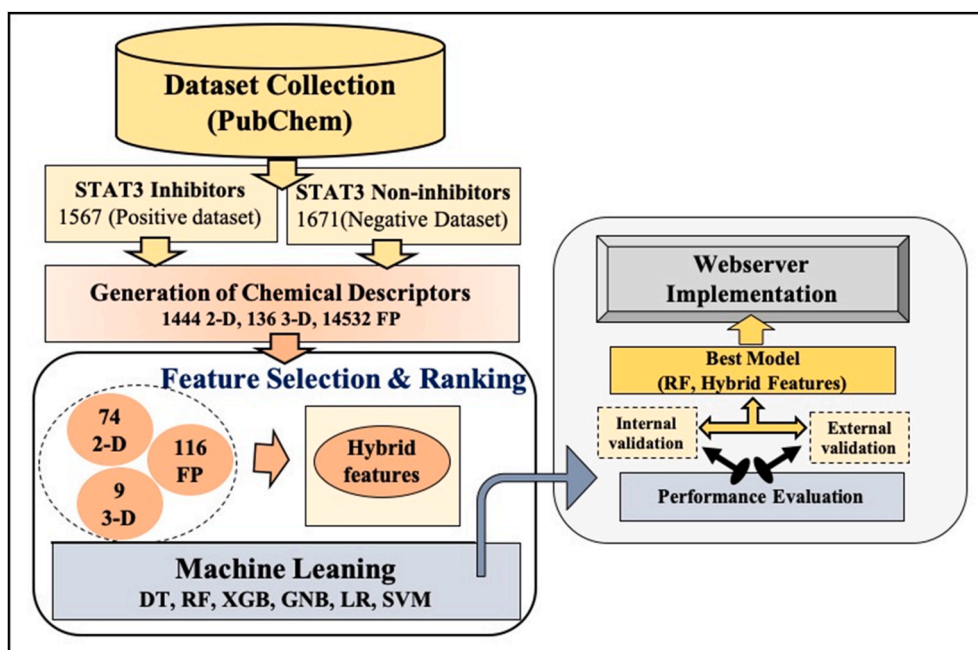 Dataset Collection
(PubChem)
STAT3 Inhibitors
1567 (Positive dataset)
STAT3 Non-inhibitors
1671(Negative Dataset)
Generation of Chemical Descriptors
1444 2-D, 136 3-D, 14532 FP
Feature Selection & Ranking
74
2-D
116
FP
9
3-D
Hybrid
features
Machine Leaning
DT, RF, XGB, GNB, LR, SVM
Webserver
Implementation
Best Model
(RF, Hybrid Features)
Internal
validation
External
validation
Performance Evaluation